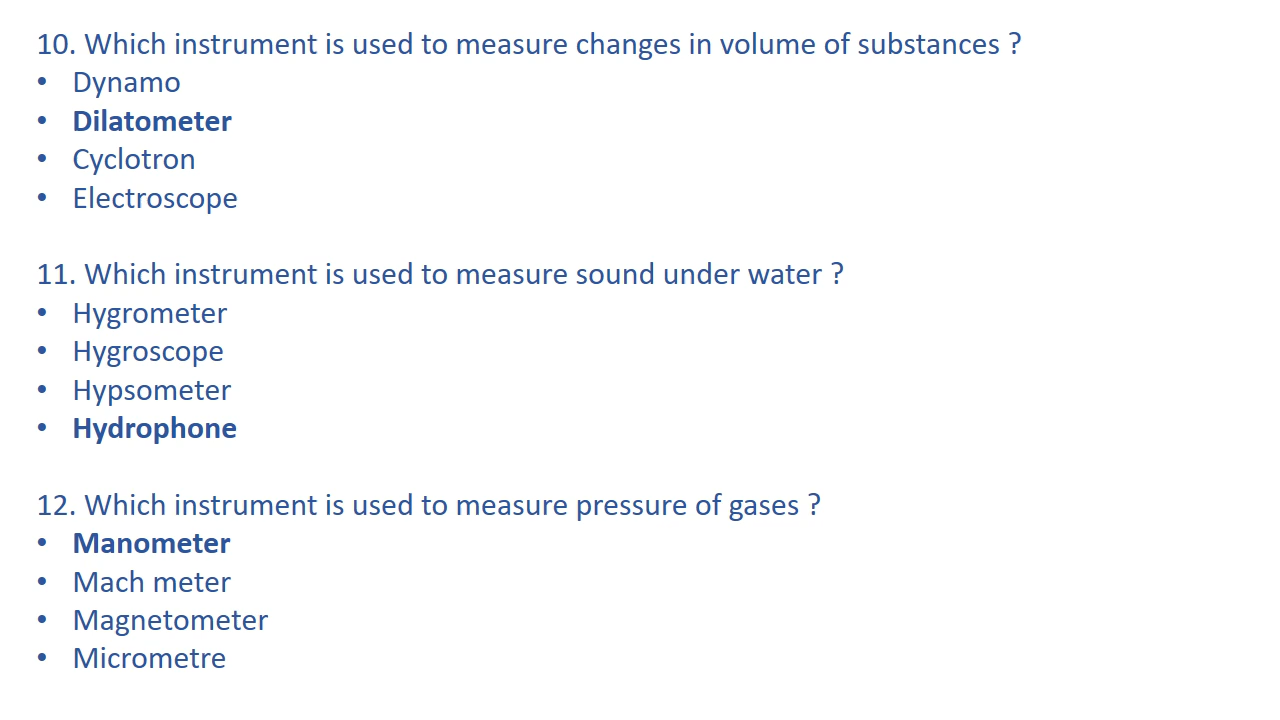 10. Which instrument is used to measure changes in volume of substances ?
• Dynamo
• Dilatometer
• Cyclotron
• Electroscope
11. Which instrument is used to measure sound under water ?
• Hygrometer
• Hygroscope
• Hypsometer
• Hydrophone
12. Which instrument is used to measure pressure of gases ?
• Manometer
• Mach meter
• Magnetometer
• Micrometre